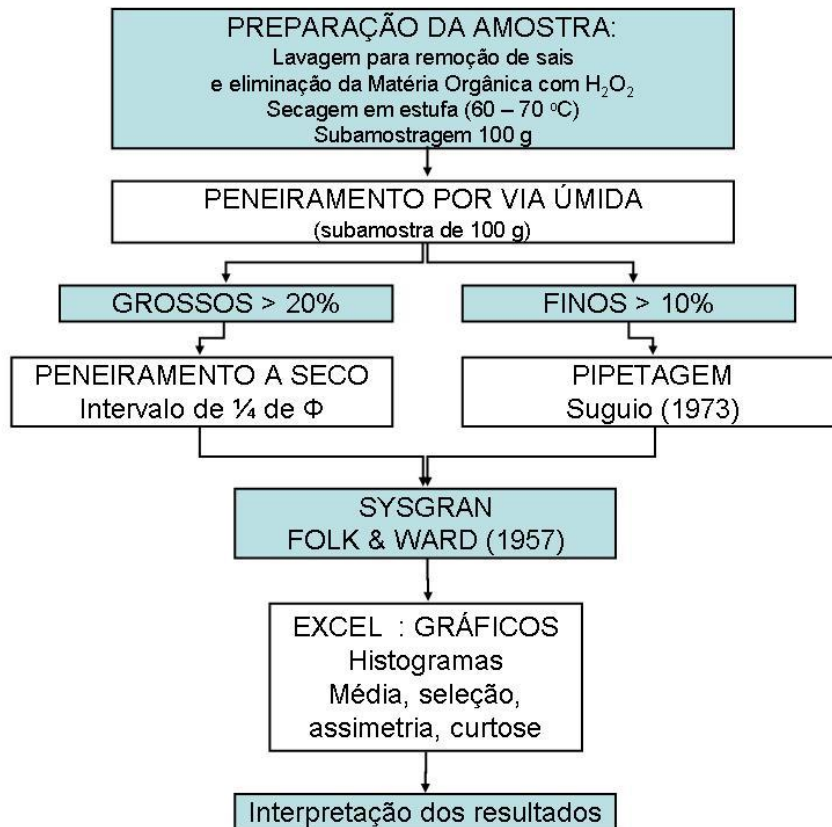 PREPARAÇÃO DA AMOSTRA:
Lavagem para remoção de sais
e eliminação da Matéria Orgânica com H₂O₂
Secagem em estufa (60 – 70 ºC)
Subamostragem 100 g
PENEIRAMENTO POR VIA ÚMIDA
(subamostra de 100 g)
GROSSOS > 20%
FINOS > 10%
PENEIRAMENTO A SECO
Intervalo de ¼ de Φ
PIPETAGEM
Suguio (1973)
SYSGRAN
FOLK & WARD (1957)
EXCEL : GRÁFICOS
Histogramas
Média, seleção,
assimetria, curtose
Interpretação dos resultados